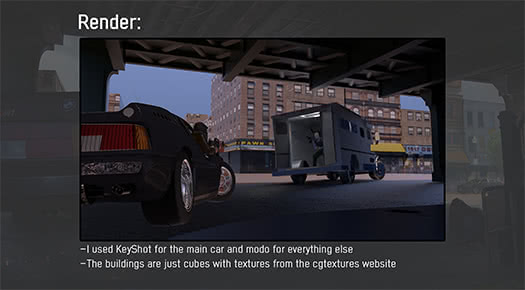 Render:
PAWN
-I used KeyShot for the main car and modo for everything else
-The buildings are just cubes with textures from the cgtextures website